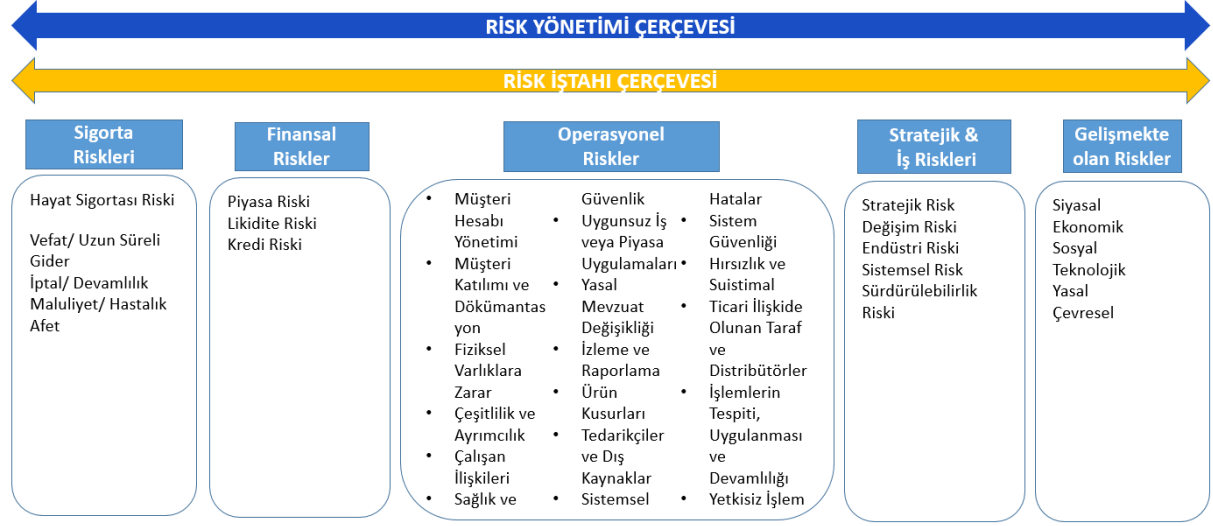 RİSK YÖNETİMİ ÇERÇEVESİ
RİSK İŞTAHI ÇERÇEVESİ
Sigorta
Riskleri
Hayat Sigortası Riski
Vefat/ Uzun Süreli
Gider
İptal/ Devamlılık
Maluliyet/ Hastalık
Afet
Finansal
Riskler
Piyasa Riski
Likidite Riski
Kredi Riski
Operasyonel
Riskler
• Müşteri
Hesabı
Yönetimi
• Müşteri
Katılımı ve
Dökümantas
yon
• Fiziksel
Varlıklara
Zarar
• Çeşitlilik ve
Ayrımcılık
• Çalışan
İlişkileri
• Sağlık ve
Güvenlik
• Uygunsuz İş
veya Piyasa
Uygulamaları
• Yasal
Mevzuat
Değişikliği
• İzleme ve
Raporlama
• Ürün
Kusurları
• Tedarikçiler
ve Dış
Kaynaklar
• Sistemsel
Hatalar
• Sistem
Güvenliği
• Hırsızlık ve
Suistimal
• Ticari İlişkide
Olunan Taraf
ve
Distribütörler
• İşlemlerin
Tespiti,
Uygulanması
ve
Devamlılığı
• Yetkisiz İşlem
Stratejik &
İş Riskleri
Stratejik Risk
Değişim Riski
Endüstri Riski
Sistemsel Risk
Sürdürülebilirlik
Riski
Gelişmekte
olan Riskler
Siyasal
Ekonomik
Sosyal
Teknolojik
Yasal
Çevresel